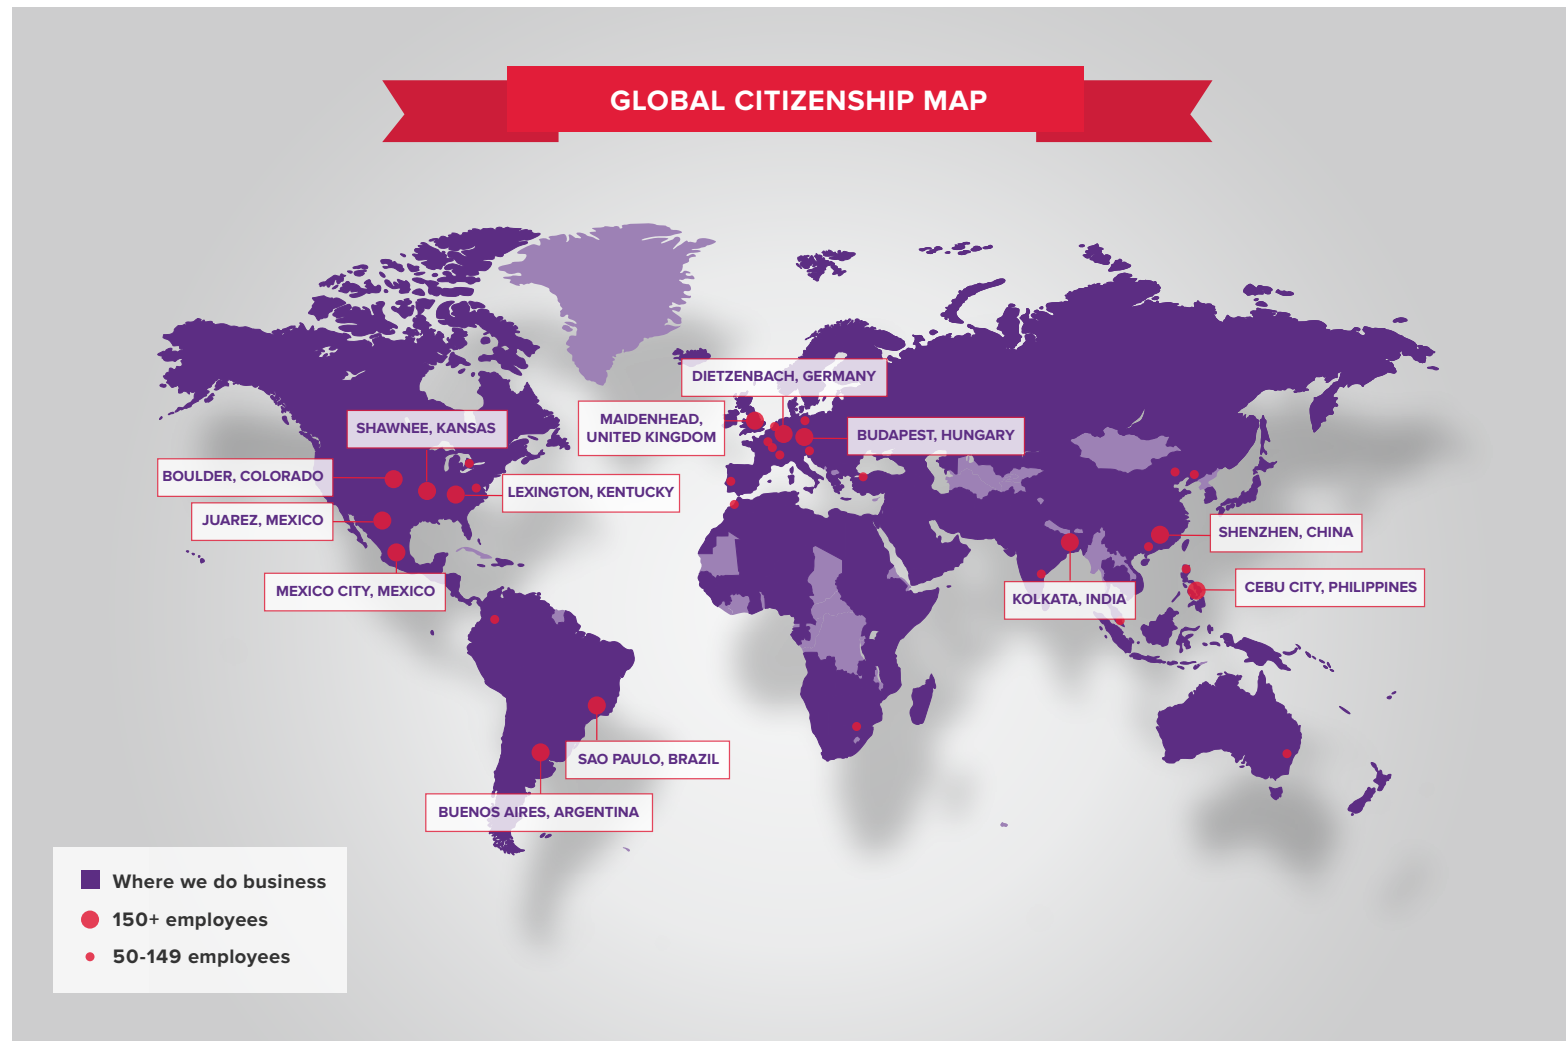 GLOBAL CITIZENSHIP MAP
DIETZENBACH, GERMANY
MAIDENHEAD,
UNITED KINGDOM
SHAWNEE, KANSAS
BUDAPEST, HUNGARY
BOULDER, COLORADO
LEXINGTON, KENTUCKY
JUAREZ, MEXICO
SHENZHEN, CHINA
MEXICO CITY, MEXICO
KOLKATA, INDIA
CEBU CITY, PHILIPPINES
SAO PAULO, BRAZIL
BUENOS AIRES, ARGENTINA
Where we do business
150+ employees
50-149 employees